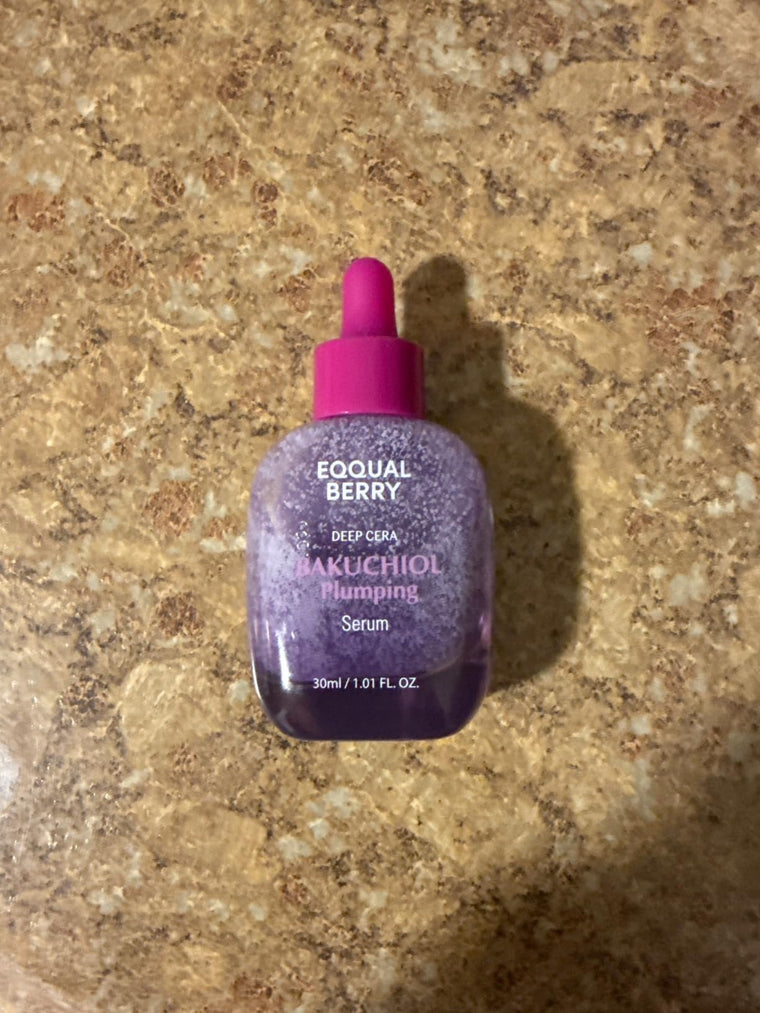 EQQUAL
BERRY
DEEP CERA
BAKUCHIOL
Plumping
Serum
30ml / 1.01 FL. OZ.